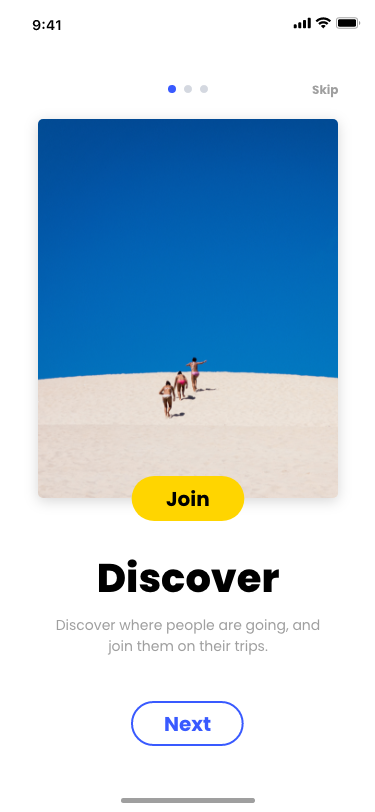 9:41
Skip
Join
Discover
Discover where people are going, and
join them on their trips.
Next